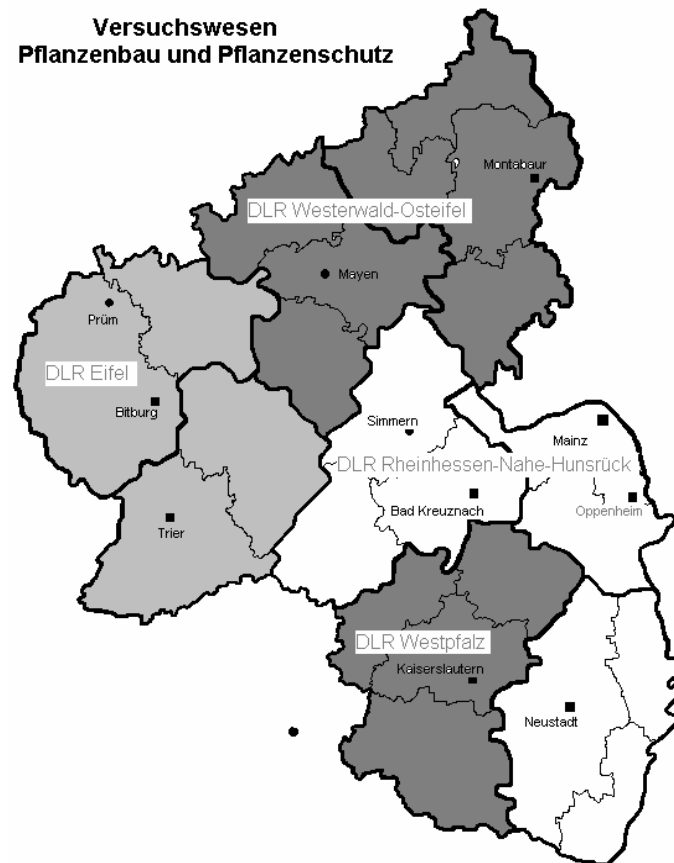 Versuchswesen
Pflanzenbau und Pflanzenschutz
Montabaur
DLR Westerwald-Osteifel
Mayen
Prüm
DLR Eifel
Bitburg
Simmern
Mainz
DLR Rheinhessen-Nahe-Hunsrück
Bad Kreuznach
Oppenheim
Trier
DLR Westpfalz
Kaiserslautern
Neustadt